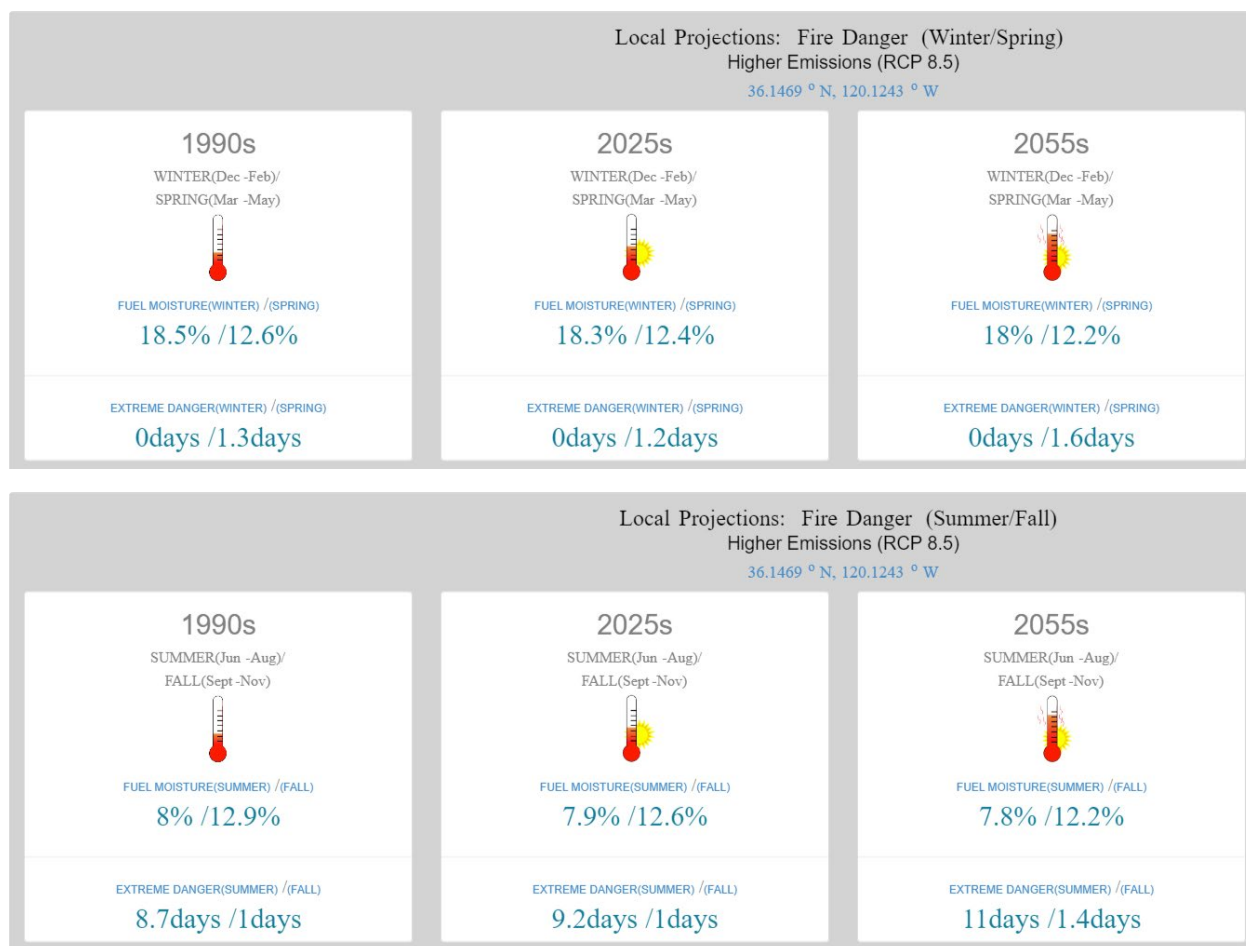 Local Projections: Fire Danger (Winter/Spring)
Higher Emissions (RCP 8.5)
36.1469 º N, 120.1243 º W
1990s
WINTER(Dec -Feb)/
SPRING(Mar -May)
FUEL MOISTURE(WINTER) /(SPRING)
18.5% /12.6%
EXTREME DANGER(WINTER) /(SPRING)
0days /1.3days
2025s
WINTER(Dec -Feb)/
SPRING(Mar -May)
FUEL MOISTURE(WINTER) /(SPRING)
18.3% /12.4%
EXTREME DANGER(WINTER) /(SPRING)
0days /1.2days
2055s
WINTER(Dec -Feb)/
SPRING(Mar -May)
FUEL MOISTURE(WINTER) /(SPRING)
18% /12.2%
EXTREME DANGER(WINTER) /(SPRING)
0days /1.6days
Local Projections: Fire Danger (Summer/Fall)
Higher Emissions (RCP 8.5)
36.1469 º N, 120.1243 º W
1990s
SUMMER(Jun -Aug)/
FALL(Sept -Nov)
FUEL MOISTURE(SUMMER) /(FALL)
8% /12.9%
EXTREME DANGER(SUMMER) /(FALL)
8.7days /1days
2025s
SUMMER(Jun -Aug)/
FALL(Sept -Nov)
FUEL MOISTURE(SUMMER) /(FALL)
7.9% /12.6%
EXTREME DANGER(SUMMER) /(FALL)
9.2days /1days
2055s
SUMMER(Jun -Aug)/
FALL(Sept -Nov)
FUEL MOISTURE(SUMMER) /(FALL)
7.8% /12.2%
EXTREME DANGER(SUMMER) /(FALL)
11days /1.4days